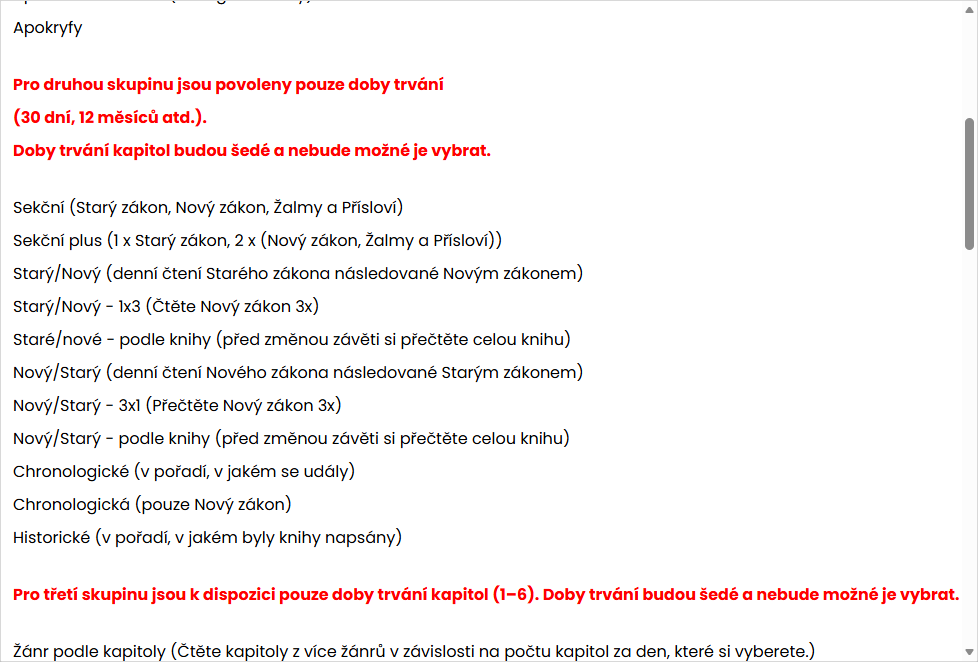 Apokryfy
Pro druhou skupinu jsou povoleny pouze doby trvání
(30 dní, 12 měsíců atd.).
Doby trvání kapitol budou šedé a nebude možné je vybrat.
Sekční (Starý zákon, Nový zákon, Žalmy a Přísloví)
Sekční plus (1 x Starý zákon, 2 x (Nový zákon, Žalmy a Přísloví))
Starý/Nový (denní čtení Starého zákona následované Novým zákonem)
Starý/Nový - 1x3 (Čtěte Nový zákon 3x)
Staré/nové - podle knihy (před změnou závěti si přečtěte celou knihu)
Nový/Starý (denní čtení Nového zákona následované Starým zákonem)
Nový/Starý - 3x1 (Přečtěte Nový zákon 3x)
Nový/Starý - podle knihy (před změnou závěti si přečtěte celou knihu)
Chronologické (v pořadí, v jakém se udály)
Chronologická (pouze Nový zákon)
Historické (v pořadí, v jakém byly knihy napsány)
Pro třetí skupinu jsou k dispozici pouze doby trvání kapitol (1–6). Doby trvání budou šedé a nebude možné je vybrat.
Žánr podle kapitoly (Čtěte kapitoly z více žánrů v závislosti na počtu kapitol za den, které si vyberete.)